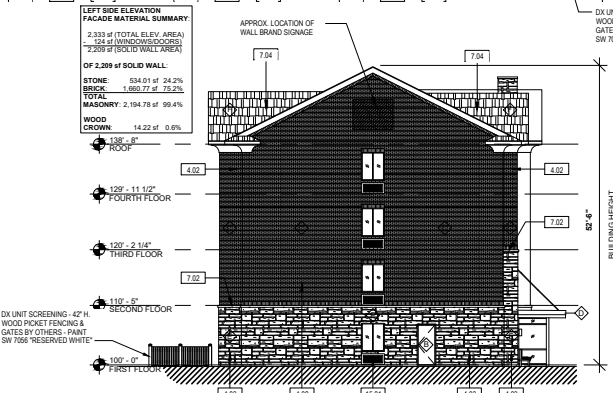 LEFT SIDE ELEVATION
FACADE MATERIAL SUMMARY:
2,333 sf (TOTAL ELEV. AREA)
- 124 sf (WINDOWS/DOORS)
2,209 sf (SOLID WALL AREA)
OF 2,209 sf SOLID WALL:
STONE: 534.01 sf 24.2%
BRICK: 1,660.77 sf 75.2%
TOTAL
MASONRY: 2,194.78 sf 99.4%
WOOD
CROWN: 14.22 sf 0.6%
APPROX. LOCATION OF
WALL BRAND SIGNAGE
DX UN
WOOD
GATES
SW 70
7.04
7.04
138' - 8"
ROOF
4.02
4.02
129' - 11 1/2"
FOURTH FLOOR
52'-6"
BUILDING HEIGHT
7.02
120' - 2 1/4"
THIRD FLOOR
7.02
110' - 5"
SECOND FLOOR
DX UNIT SCREENING - 42" H.
WOOD PICKET FENCING &
GATES BY OTHERS - PAINT
SW 7056 "RESERVED WHITE"
D
B
100' - 0"
FIRST FLOOR